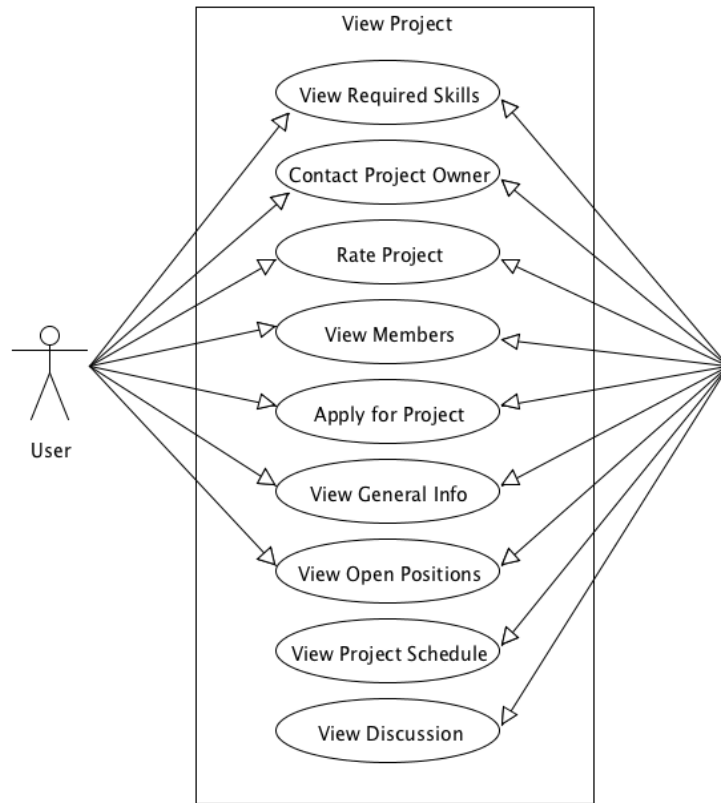 View Project
View Required Skills
Contact Project Owner
Rate Project
View Members
Apply for Project
View General Info
View Open Positions
View Project Schedule
View Discussion
User